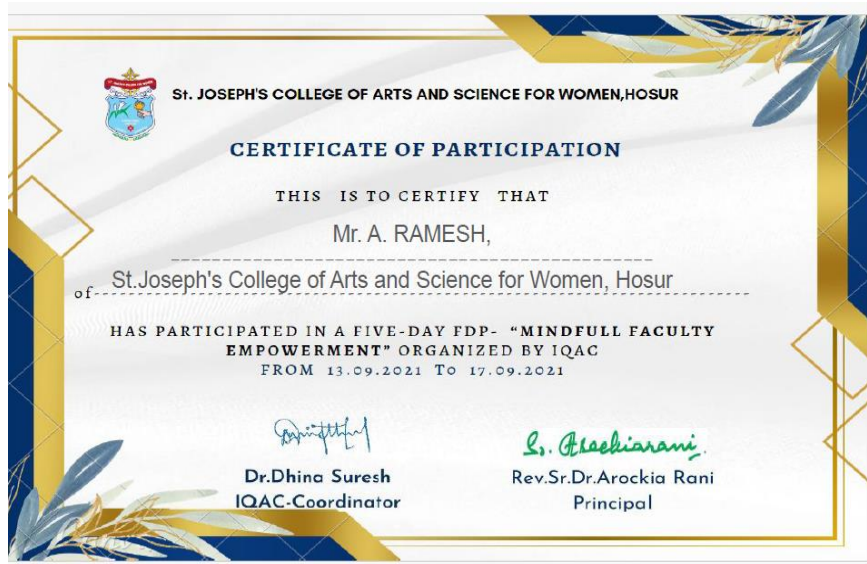 St. JOSEPH'S COLLEGE OF ARTS AND SCIENCE FOR WOMEN,HOSUR
CERTIFICATE OF PARTICIPATION
THIS IS TO CERTIFY THAT
Mr. A. RAMESH,
of St.Joseph's College of Arts and Science for Women, Hosur
HAS PARTICIPATED IN A FIVE-DAY FDP- “MINDFULL FACULTY
EMPOWERMENT” ORGANIZED BY IQAC
FROM 13.09.2021 To 17.09.2021
Dr.Dhina Suresh
IQAC-Coordinator
Sr. Arockiarani
Rev.Sr.Dr.Arockia Rani
Principal